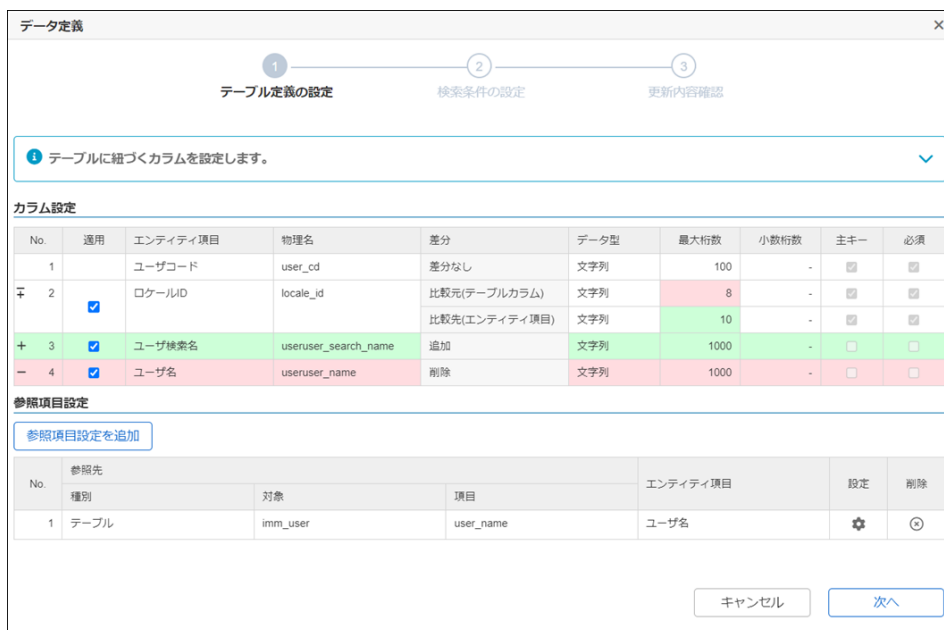 データ定義
1 2 3
テーブル定義の設定 検索条件の設定 更新内容確認
テーブルに紐づくカラムを設定します。
カラム設定
No. 適用 エンティティ項目 物理名 差分 データ型 最大桁数 小数桁数 主キー 必須
1 ユーザコード user_cd 差分なし 文字列 100 -
2 ロケールID locale_id 比較元(テーブルカラム) 文字列 8 -
比較先(エンティティ項目) 文字列 10 -
3 ユーザ検索名 useruser_search_name 追加 文字列 1000 -
4 ユーザ名 useruser_name 削除 文字列 1000 -
参照項目設定
参照項目設定を追加
No. 参照先 エンティティ項目 設定 削除
種別 対象 項目
1 テーブル imm_user user_name ユーザ名
キャンセル 次へ